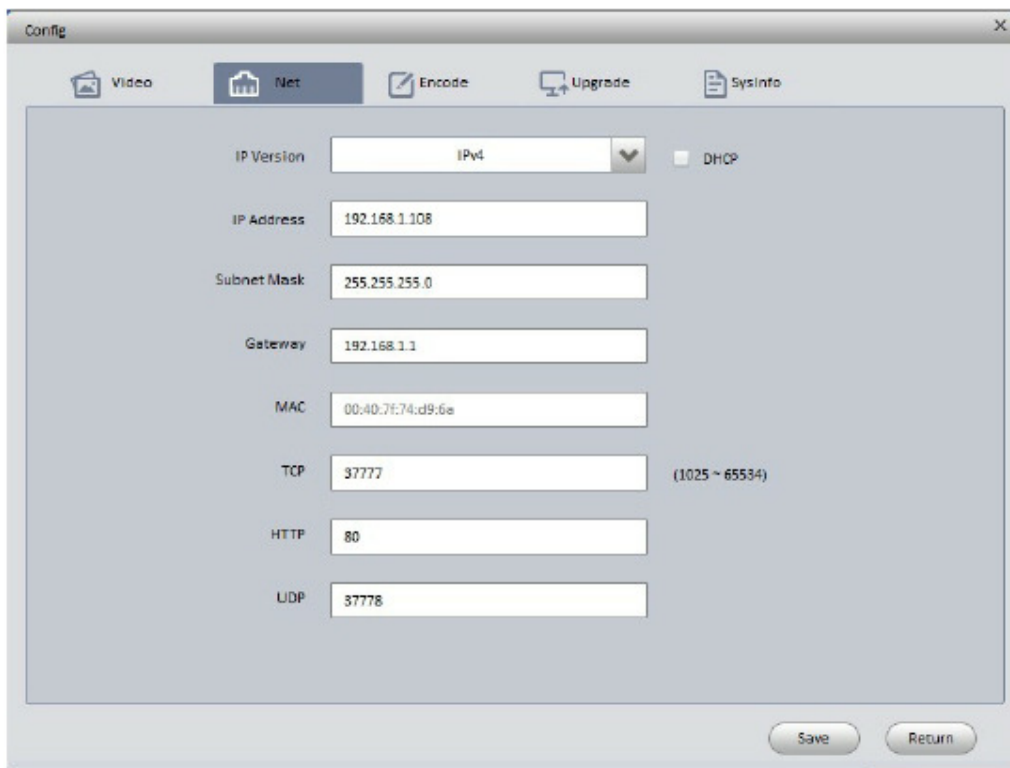 Config
Video Net Encode Upgrade SysInfo
IP Version IPv4 DHCP
IP Address 192.168.1.108
Subnet Mask 255.255.255.0
Gateway 192.168.1.1
MAC 00:40:7f:74:d9:6a
TCP 37777 (1025 ~ 65534)
HTTP 80
UDP 37778
Save Return